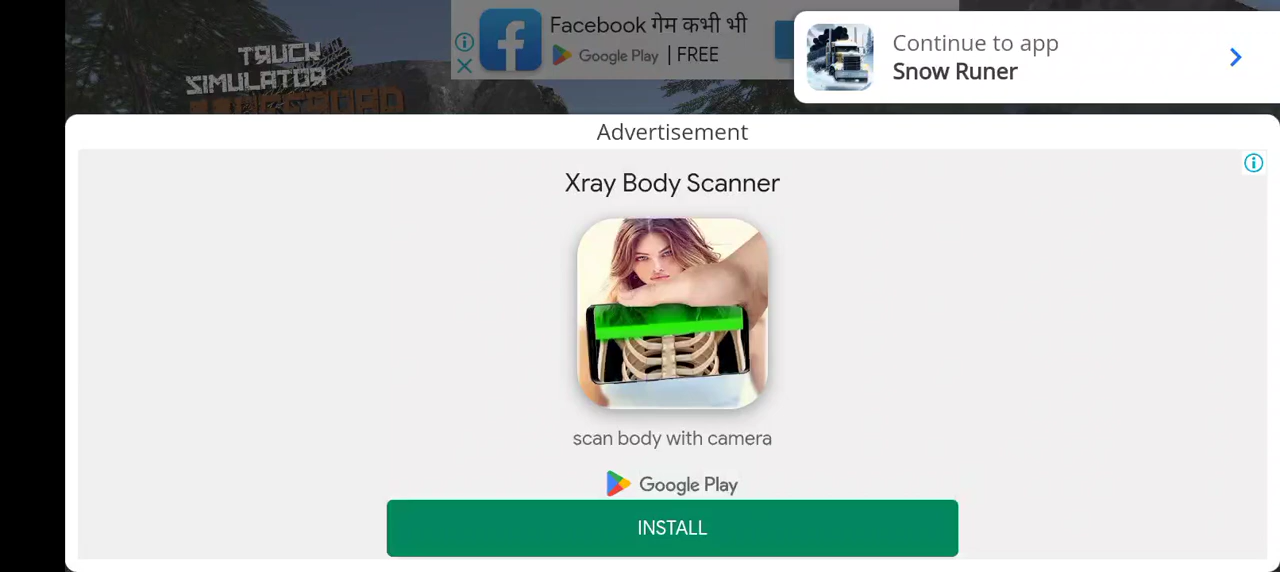 TRUCK
SIMULATOR
OFFROAD
Facebook गेम कभी भी
Google Play | FREE
Continue to app
Snow Runer
Advertisement
Xray Body Scanner
scan body with camera
Google Play
INSTALL